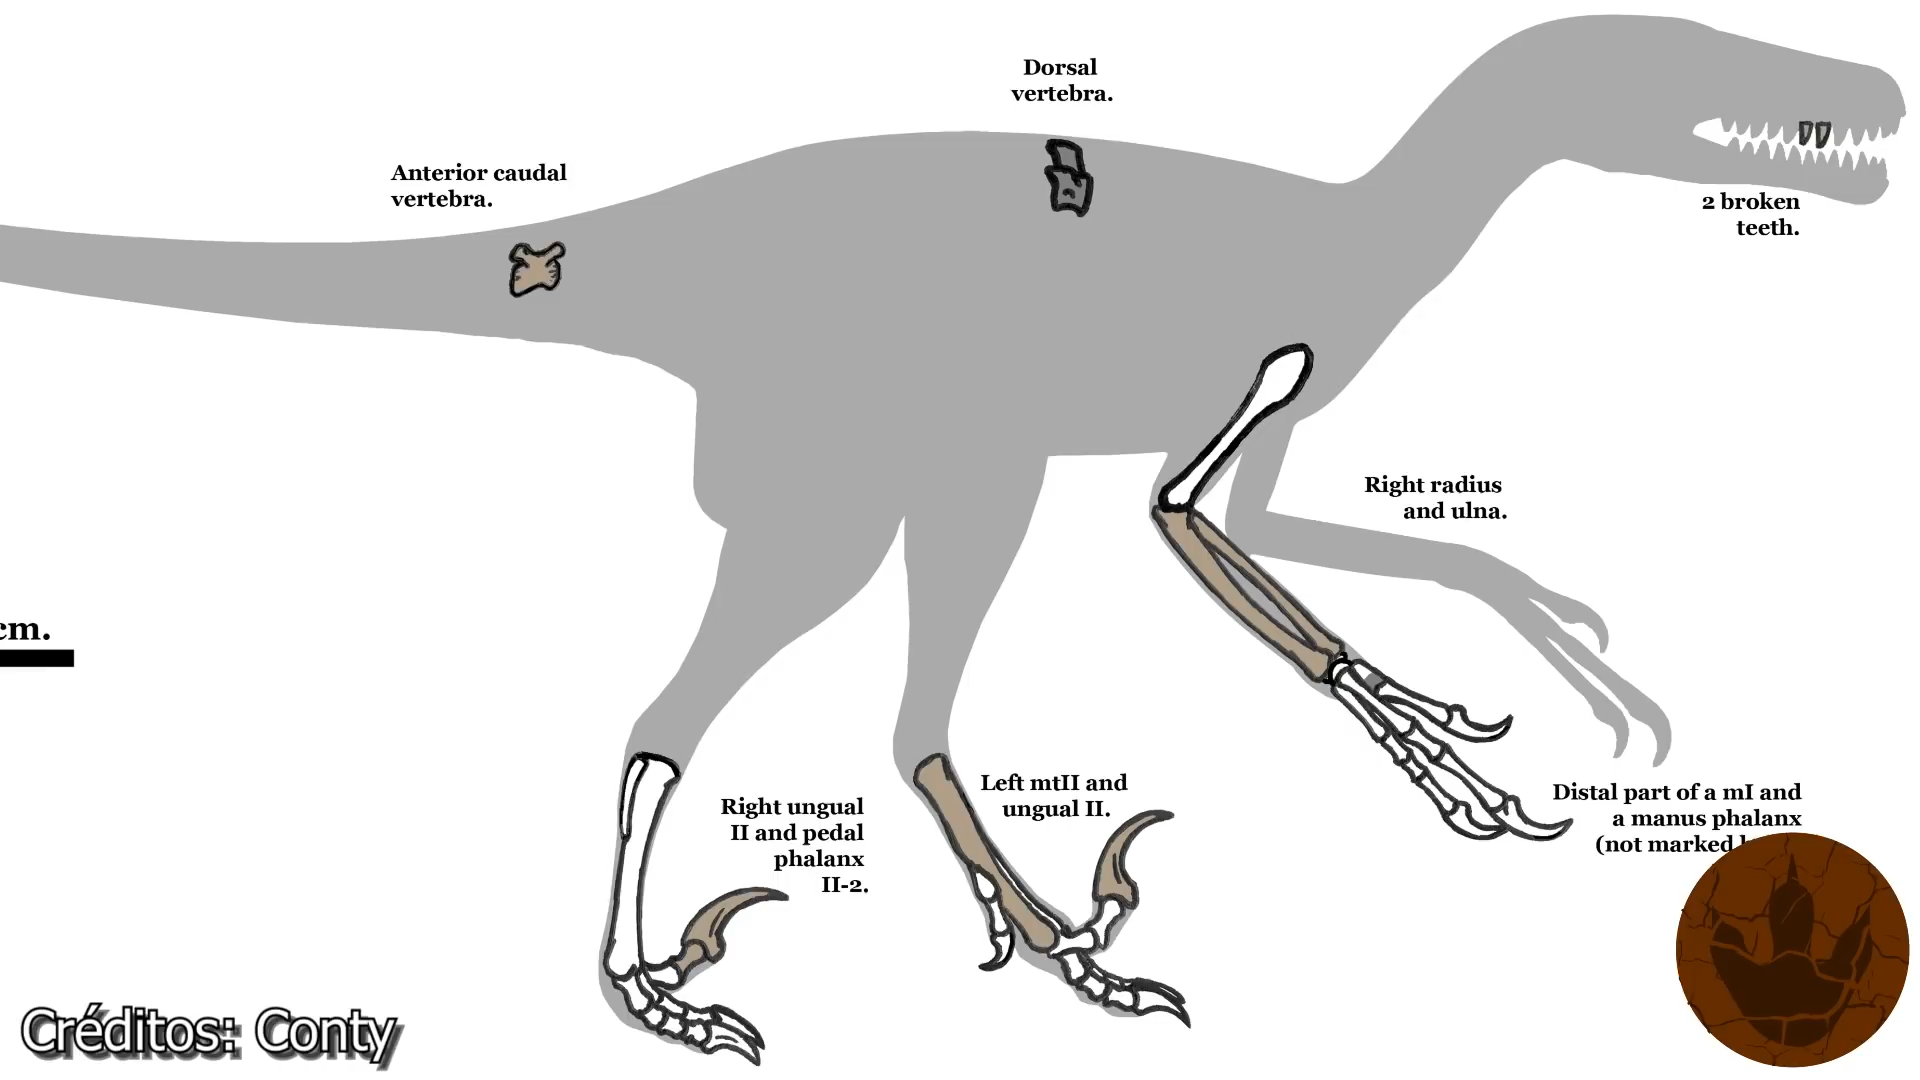 Dorsal
vertebra.
Anterior caudal
vertebra.
2 broken
teeth.
Right radius
and ulna.
cm.
Left mtII and
ungual II.
Right ungual
II and pedal
phalanx
II-2.
Distal part of a mI and
a manus phalanx
(not marked
Créditos: Conty